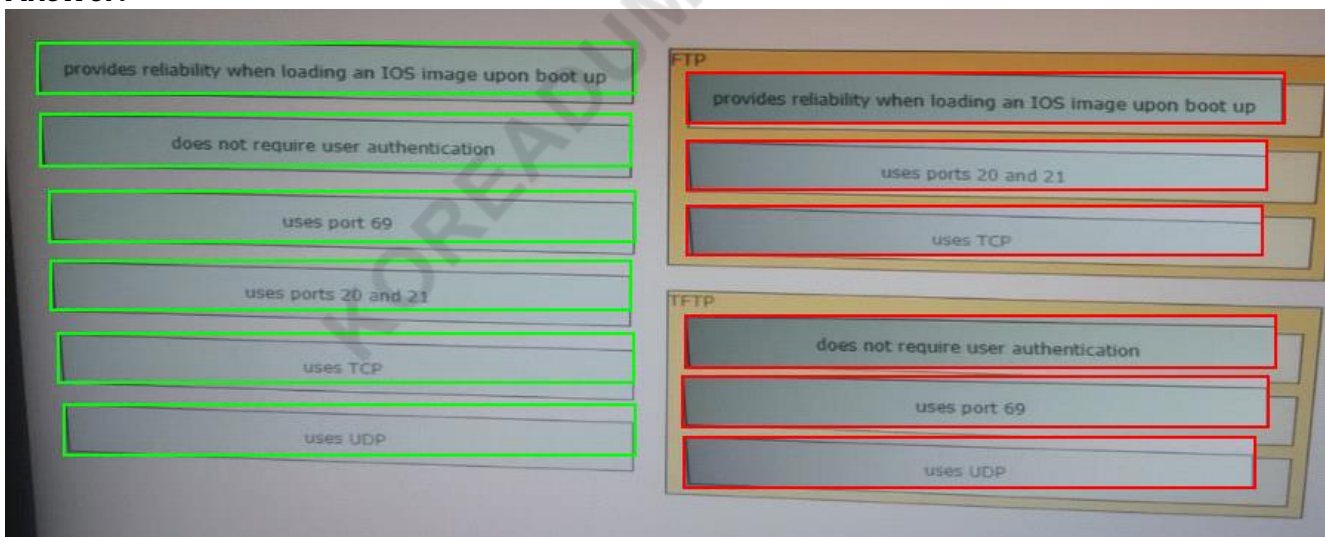 provides reliability when loading an IOS image upon boot up
does not require user authentication
uses port 69
uses ports 20 and 21
uses TCP
uses UDP
FTP
provides reliability when loading an IOS image upon boot up
uses ports 20 and 21
uses TCP
TFTP
does not require user authentication
uses port 69
uses UDP